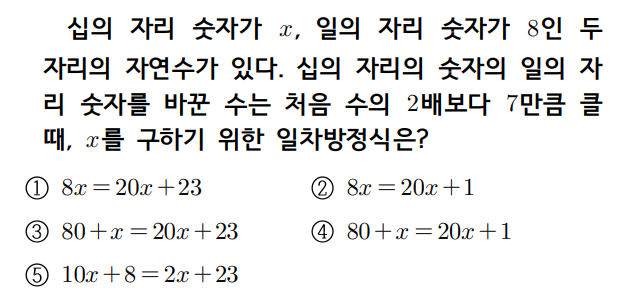 십의 자리 숫자가 x, 일의 자리 숫자가 8인 두
자리의 자연수가 있다. 십의 자리의 숫자의 일의 자
리 숫자를 바꾼 수는 처음 수의 2배보다 7만큼 클
때, x를 구하기 위한 일차방정식은?
① 8x=20x+23 ② 8x=20x+1
③ 80+x=20x+23 ④ 80+x=20x+1
⑤ 10x+8=2x+23